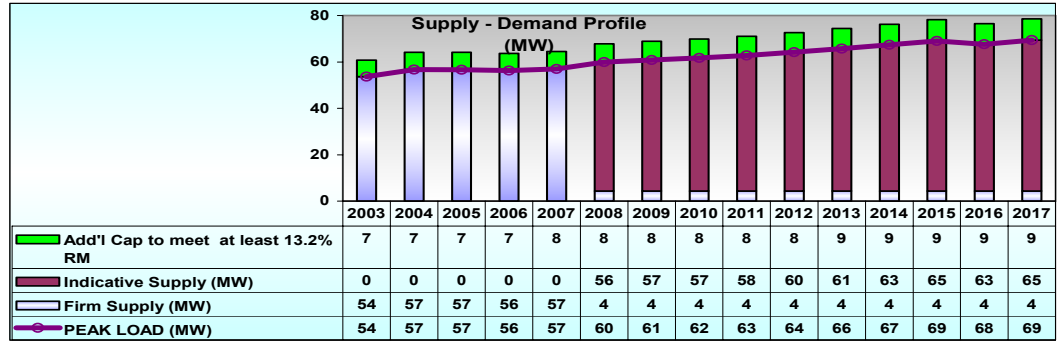 Supply - Demand Profile
(MW)
80
60
40
20
0
2003 2004 2005 2006 2007 2008 2009 2010 2011 2012 2013 2014 2015 2016 2017
Add'l Cap to meet at least 13.2% RM 7 7 7 7 8 8 8 8 8 8 9 9 9 9 9
Indicative Supply (MW) 0 0 0 0 0 56 57 57 58 60 61 63 65 63 65
Firm Supply (MW) 54 57 57 56 57 4 4 4 4 4 4 4 4 4 4
PEAK LOAD (MW) 54 57 57 56 57 60 61 62 63 64 66 67 69 68 69